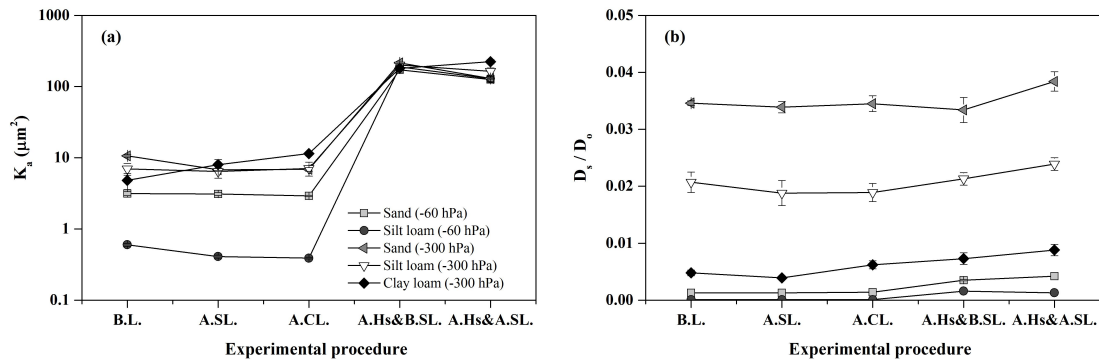 (a)
1000
100
10
1
0.1
Kₐ (μm²)
Sand (-60 hPa)
Silt loam (-60 hPa)
Sand (-300 hPa)
Silt loam (-300 hPa)
Clay loam (-300 hPa)
B.L. A.SL. A.CL. A.Hs&B.SL. A.Hs&A.SL.
Experimental procedure
(b)
0.05
0.04
0.03
0.02
0.01
0.00
Dₛ / Dₒ
B.L. A.SL. A.CL. A.Hs&B.SL. A.Hs&A.SL.
Experimental procedure